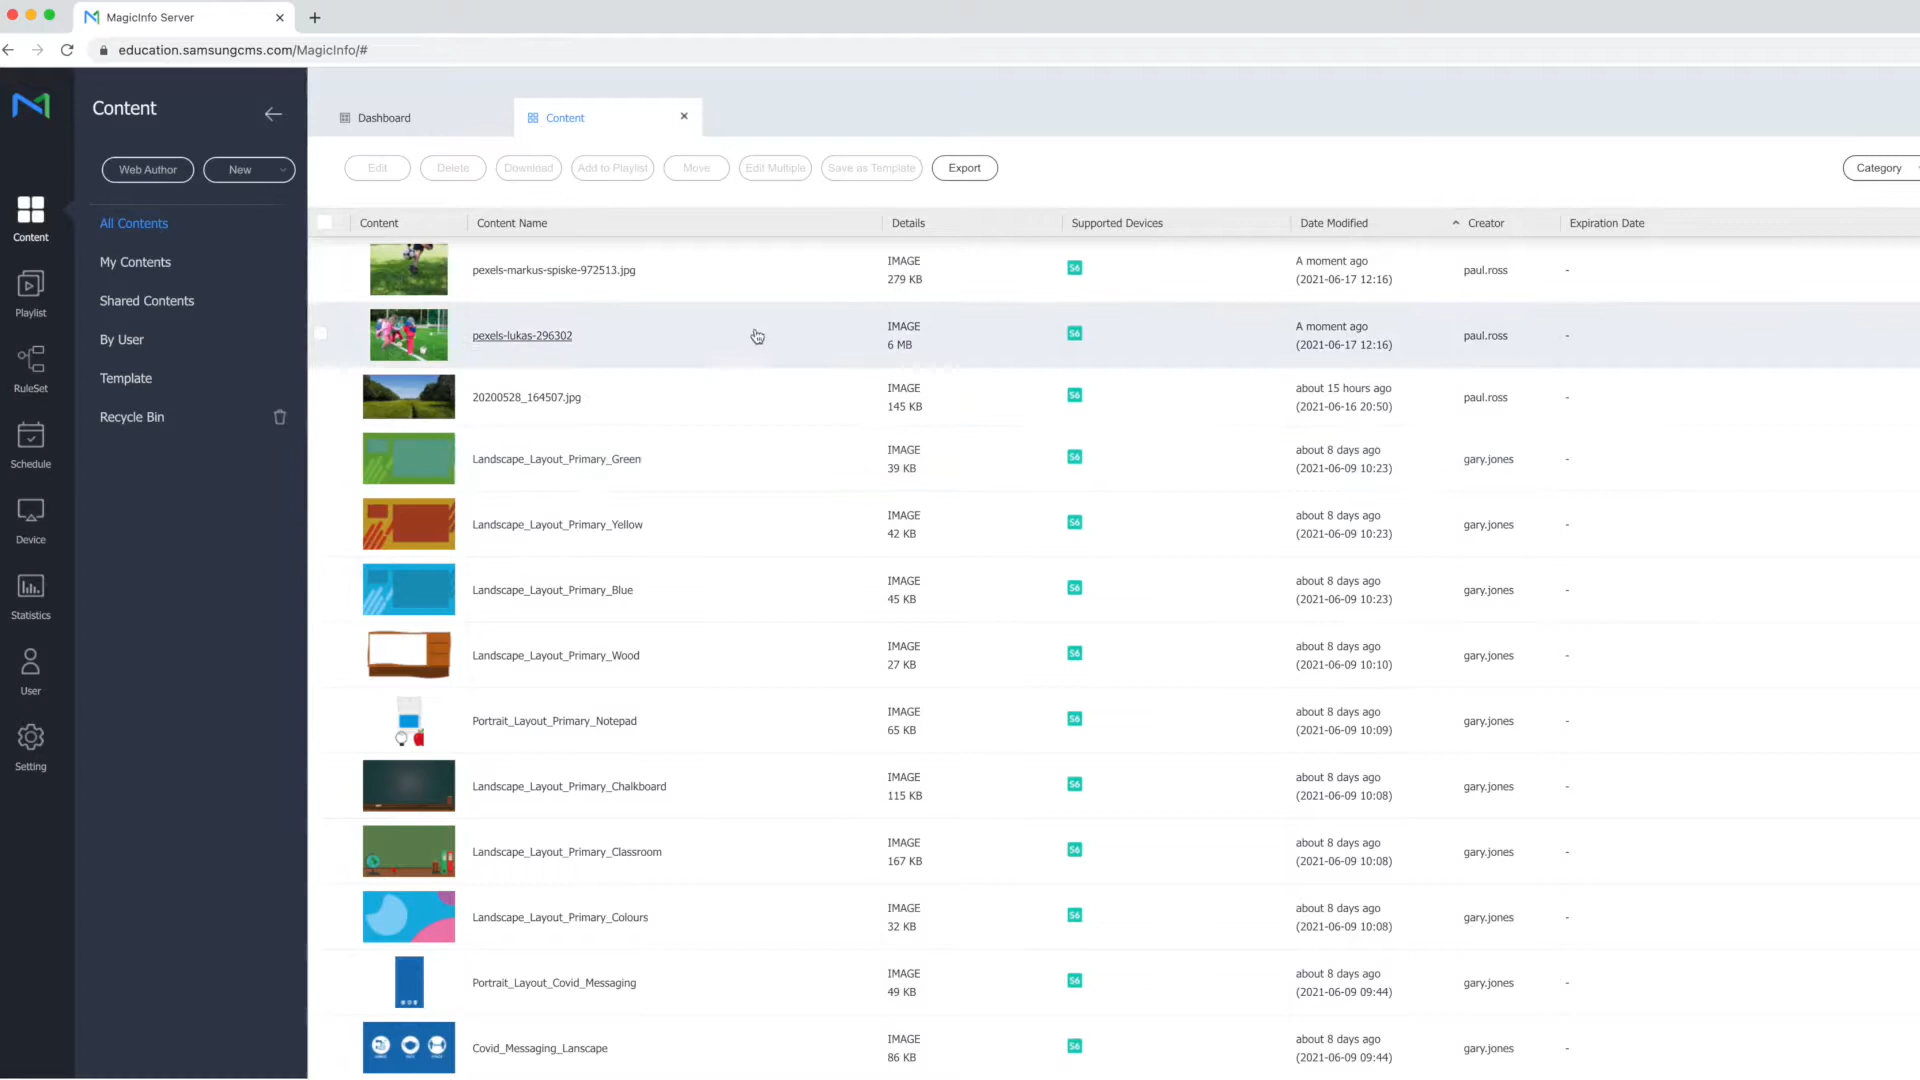 MagicInfo Server
education.samsungcms.com/MagicInfo/#
Content
Web Author
New
All Contents
My Contents
Shared Contents
By User
Template
Recycle Bin
Content
Playlist
RuleSet
Schedule
Device
Statistics
User
Setting
Dashboard
Content
Edit
Delete
Download
Add to Playlist
Move
Edit Multiple
Save as Template
Export
Category
Content Content Name Details Supported Devices Date Modified Creator Expiration Date
IMAGE A moment ago
pexels-markus-spiske-972513.jpg S6 paul.ross -
279 KB (2021-06-17 12:16)
IMAGE A moment ago
pexels-lukas-296302 S6 paul.ross -
6 MB (2021-06-17 12:16)
IMAGE about 15 hours ago
20200528_164507.jpg S6 paul.ross -
145 KB (2021-06-16 20:50)
IMAGE about 8 days ago
Landscape_Layout_Primary_Green S6 gary.jones -
39 KB (2021-06-09 10:23)
IMAGE about 8 days ago
Landscape_Layout_Primary_Yellow S6 gary.jones -
42 KB (2021-06-09 10:23)
IMAGE about 8 days ago
Landscape_Layout_Primary_Blue S6 gary.jones -
45 KB (2021-06-09 10:23)
IMAGE about 8 days ago
Landscape_Layout_Primary_Wood S6 gary.jones -
27 KB (2021-06-09 10:10)
IMAGE about 8 days ago
Portrait_Layout_Primary_Notepad S6 gary.jones -
65 KB (2021-06-09 10:09)
IMAGE about 8 days ago
Landscape_Layout_Primary_Chalkboard S6 gary.jones -
115 KB (2021-06-09 10:08)
IMAGE about 8 days ago
Landscape_Layout_Primary_Classroom S6 gary.jones -
167 KB (2021-06-09 10:08)
IMAGE about 8 days ago
Landscape_Layout_Primary_Colours S6 gary.jones -
32 KB (2021-06-09 10:08)
IMAGE about 8 days ago
Portrait_Layout_Covid_Messaging S6 gary.jones -
49 KB (2021-06-09 09:44)
IMAGE about 8 days ago
Covid_Messaging_Lanscape S6 gary.jones -
86 KB (2021-06-09 09:44)